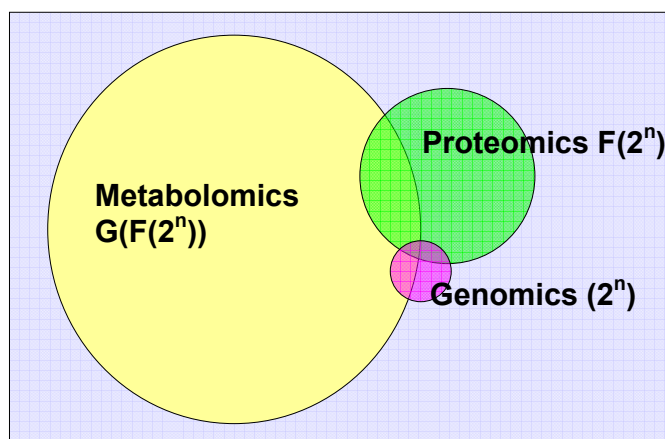 Proteomics F(2ⁿ)
Metabolomics
G(F(2ⁿ))
Genomics (2ⁿ)